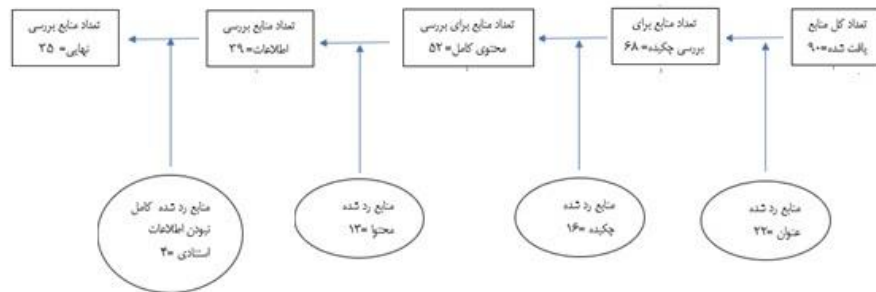 تعداد کل منابع
یافت شده=۹۰
تعداد منابع برای
بررسی چکیده= ۶۸
تعداد منابع برای بررسی
محتوی کامل= ۵۲
تعداد منابع بررسی
اطلاعات= ۳۹
تعداد منابع بررسی
نهایی= ۳۵
منابع رد شده
عنوان =۲۲
منابع رد شده
چکیده =۱۶
منابع رد شده
محتوا =۱۳
منابع رد شده کامل
نبودن اطلاعات
استنادی =۴